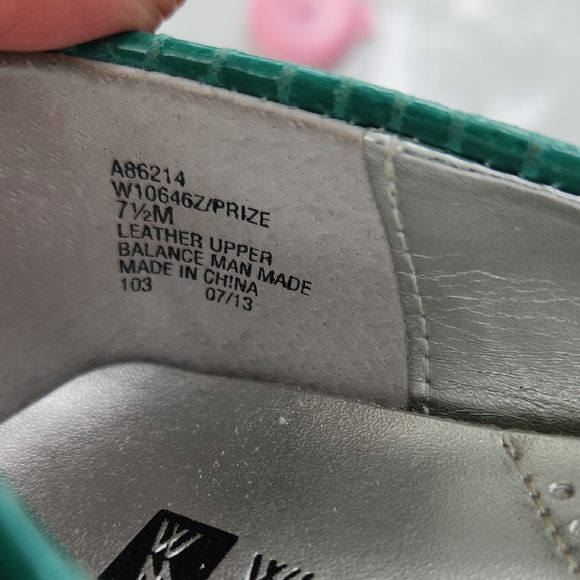 A86214
W10646Z/PRIZE
7½M
LEATHER UPPER
BALANCE MAN MADE
MADE IN CHINA
103 07/13
W